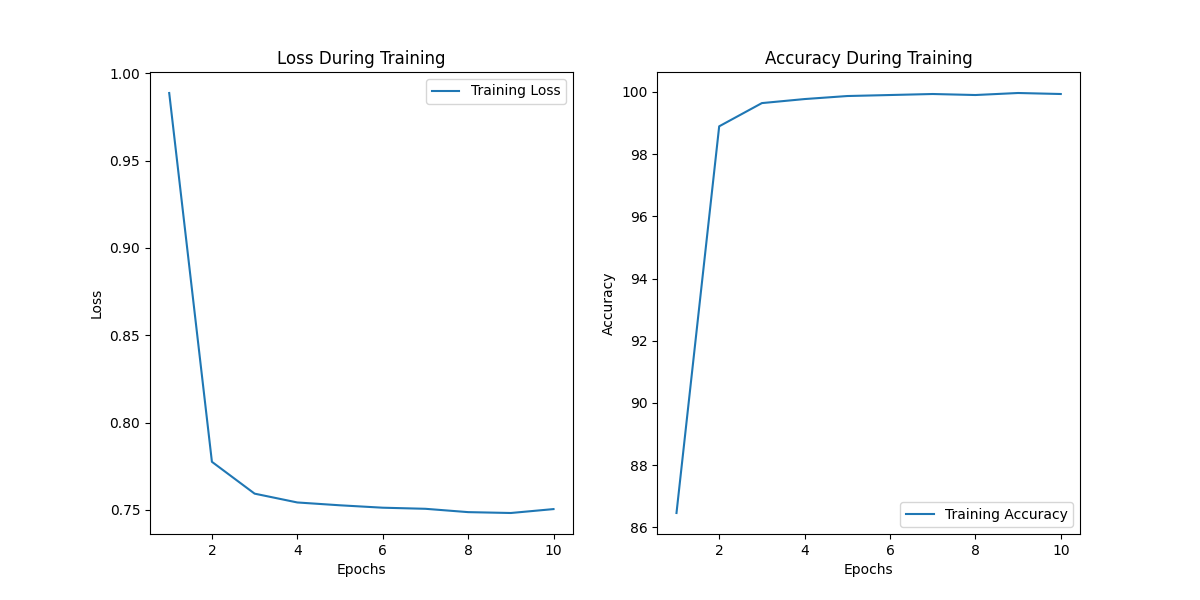 Loss During Training
1.00
0.95
0.90
0.85
0.80
0.75
Loss
Training Loss
2 4 6 8 10
Epochs
Accuracy During Training
100
98
96
94
92
90
88
86
Accuracy
Training Accuracy
2 4 6 8 10
Epochs